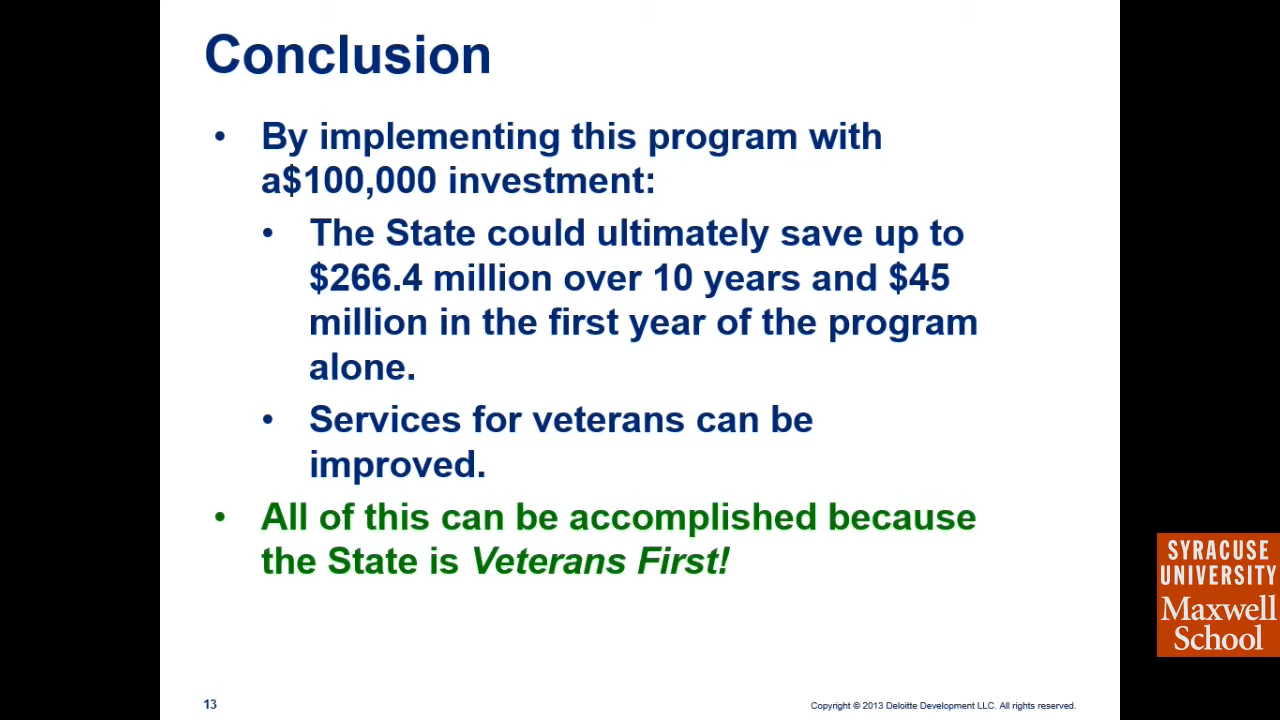 Conclusion
• By implementing this program with
a$100,000 investment:
• The State could ultimately save up to
$266.4 million over 10 years and $45
million in the first year of the program
alone.
• Services for veterans can be
improved.
• All of this can be accomplished because
the State is Veterans First!
SYRACUSE
UNIVERSITY
Maxwell
School
13
Copyright © 2013 Deloitte Development LLC. All rights reserved.